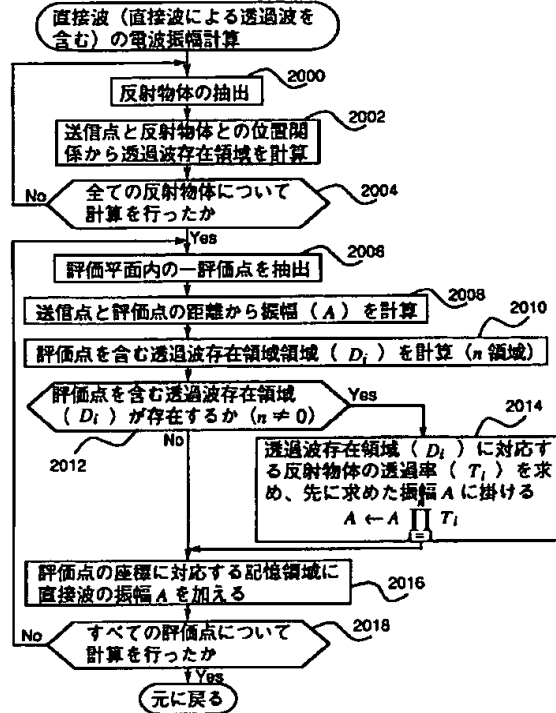 直接波（直接波による透過波を
含む）の電波振幅計算
2000
反射物体の抽出
2002
送信点と反射物体との位置関
係から透過波存在領域を計算
2004
全ての反射物体について
計算を行ったか
No
Yes
2006
評価平面内の一評価点を抽出
2008
送信点と評価点の距離から振幅（A）を計算
2010
評価点を含む透過波存在領域領域（Di）を計算（n領域）
評価点を含む透過波存在領域
（Di）が存在するか（n≠0）
Yes
2012
No
2014
透過波存在領域（Di）に対応す
る反射物体の透過率（Ti）を求
め、先に求めた振幅Aに掛ける
A←A∏Ti
評価点の座標に対応する記憶領域に
直接波の振幅Aを加える
2016
2018
すべての評価点について
計算を行ったか
No
Yes
元に戻る